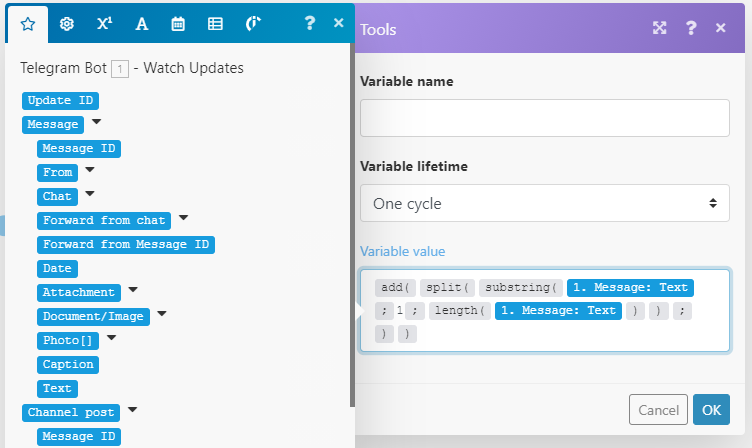 Telegram Bot 1 - Watch Updates
Update ID
Message
Message ID
From
Chat
Forward from chat
Forward from Message ID
Date
Attachment
Document/Image
Photo[]
Caption
Text
Channel post
Message ID
Tools
Variable name
Variable lifetime
One cycle
Variable value
add( split( substring( 1. Message: Text
; 1 ; length( 1. Message: Text ) ) ;
) )
Cancel OK